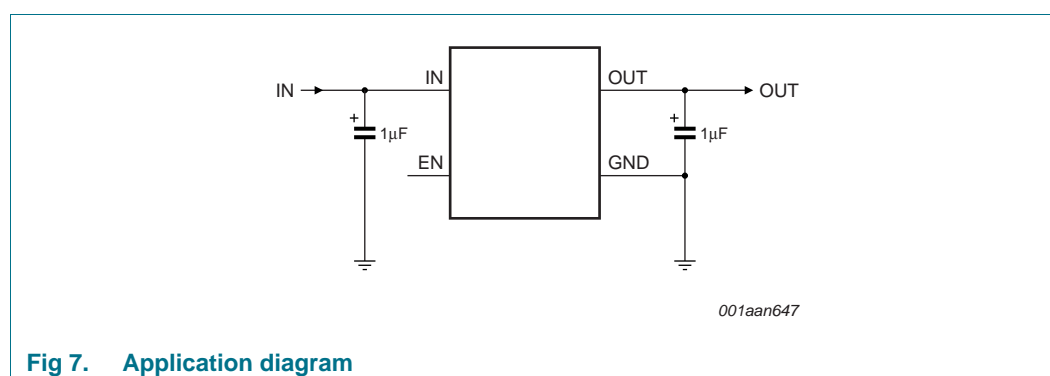 IN IN OUT OUT
+ 1μF + 1μF
EN GND
001aan647
Fig 7. Application diagram